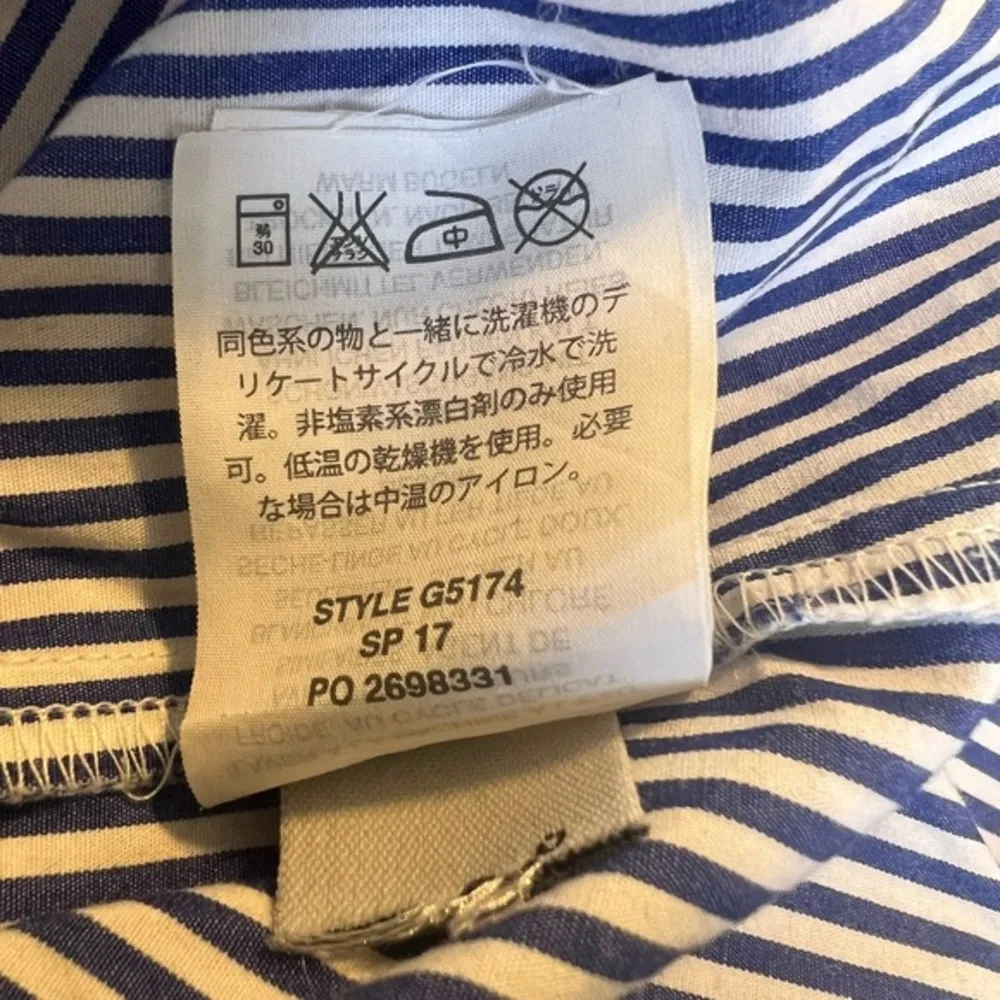 弱
30
中
ドライ
同色系の物と一緒に洗濯機のデ
リケートサイクルで冷水で洗
濯。非塩素系漂白剤のみ使用
可。低温の乾燥機を使用。必要
な場合は中温のアイロン。
STYLE G5174
SP 17
PO 2698331